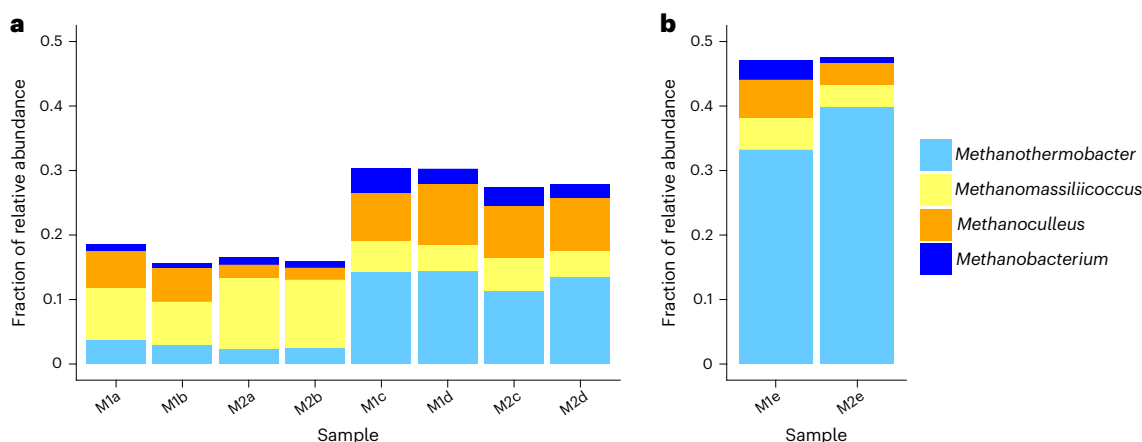 a
Fraction of relative abundance
0.5
0.4
0.3
0.2
0.1
0
M1a
M1b
M2a
M2b
M1c
M1d
M2c
M2d
Sample
b
Fraction of relative abundance
0.5
0.4
0.3
0.2
0.1
0
M1e
M2e
Sample
Methanothermobacter
Methanomassiliicoccus
Methanoculleus
Methanobacterium